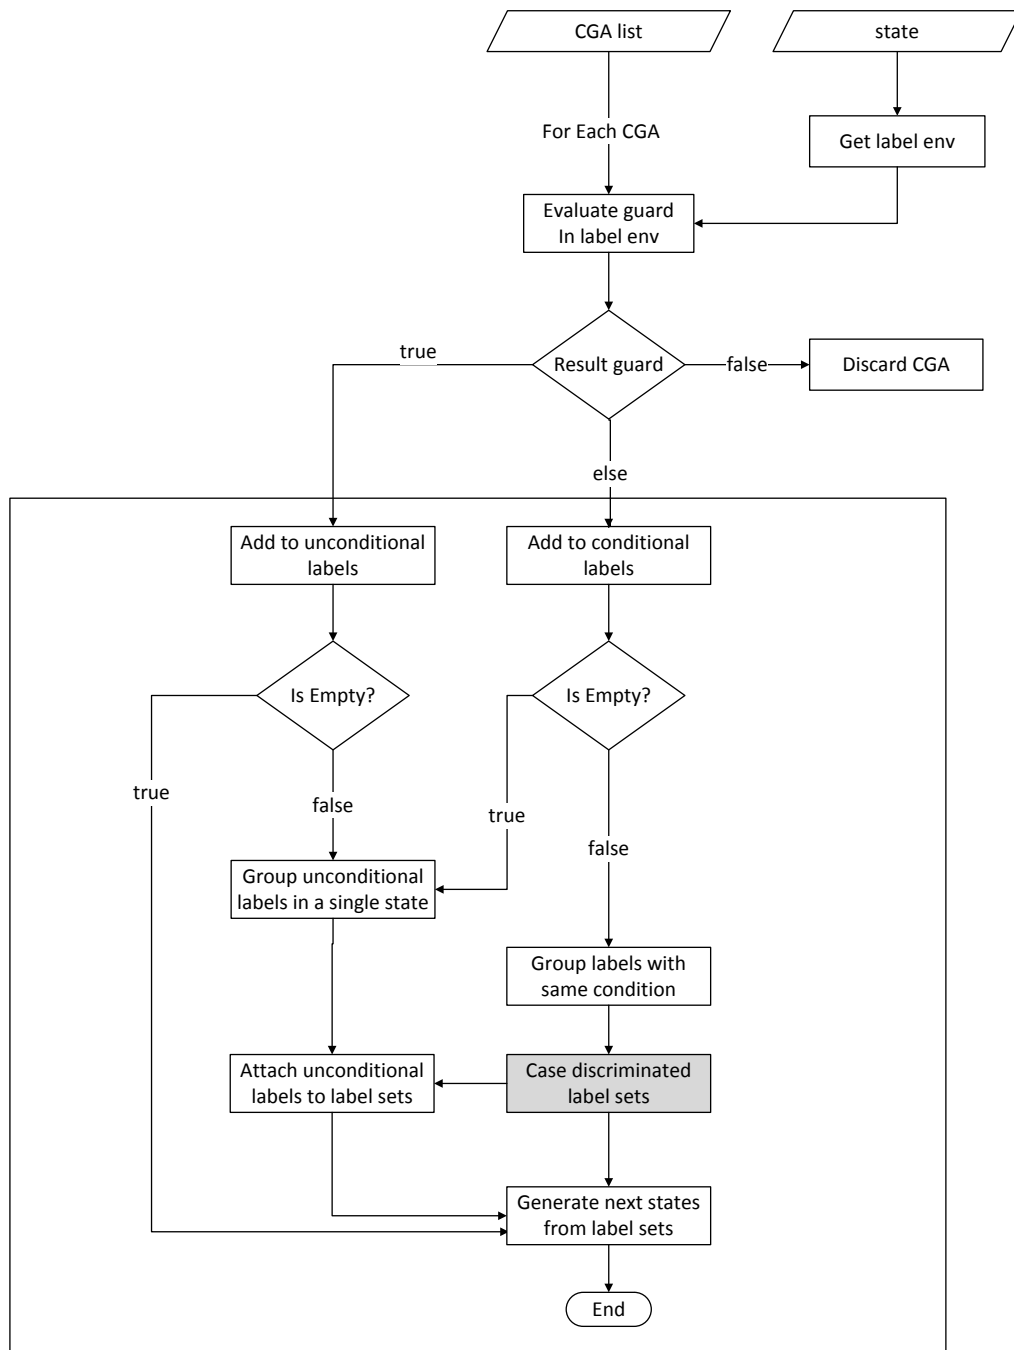 CGA list
state
For Each CGA
Get label env
Evaluate guard
In label env
true
Result guard
false
Discard CGA
else
Add to unconditional
labels
Add to conditional
labels
Is Empty?
Is Empty?
true
false
true
false
Group unconditional
labels in a single state
Group labels with
same condition
Attach unconditional
labels to label sets
Case discriminated
label sets
Generate next states
from label sets
End